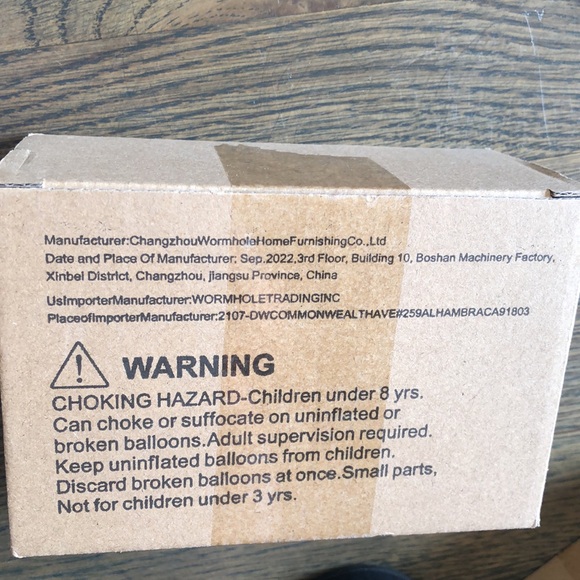 Manufacturer:ChangzhouWormholeHomeFurnishingCo.,Ltd
Date and Place Of Manufacturer: Sep.2022,3rd Floor, Building 10, Boshan Machinery Factory,
Xinbei District, Changzhou, jiangsu Province, China
UsImporterManufacturer:WORMHOLETRADINGINC
PlaceofImporterManufacturer:2107-DWCOMMONWEALTHAVE#259ALHAMBRACA91803
WARNING
CHOKING HAZARD-Children under 8 yrs.
Can choke or suffocate on uninflated or
broken balloons.Adult supervision required.
Keep uninflated balloons from children.
Discard broken balloons at once.Small parts,
Not for children under 3 yrs.